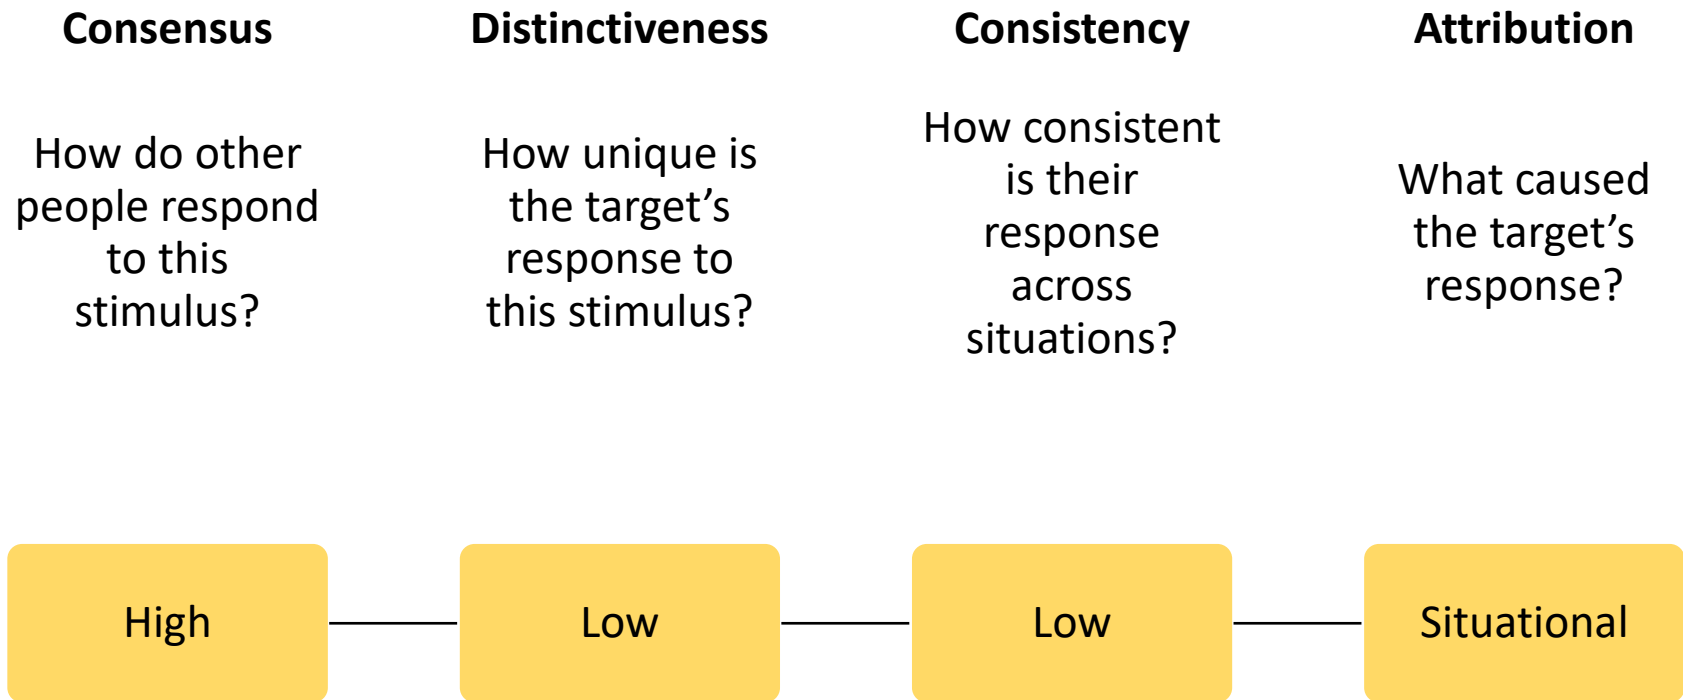 Consensus
Distinctiveness
Consistency
Attribution
How do other
people respond
to this
stimulus?
How unique is
the target’s
response to
this stimulus?
How consistent
is their
response
across
situations?
What caused
the target’s
response?
High
Low
Low
Situational